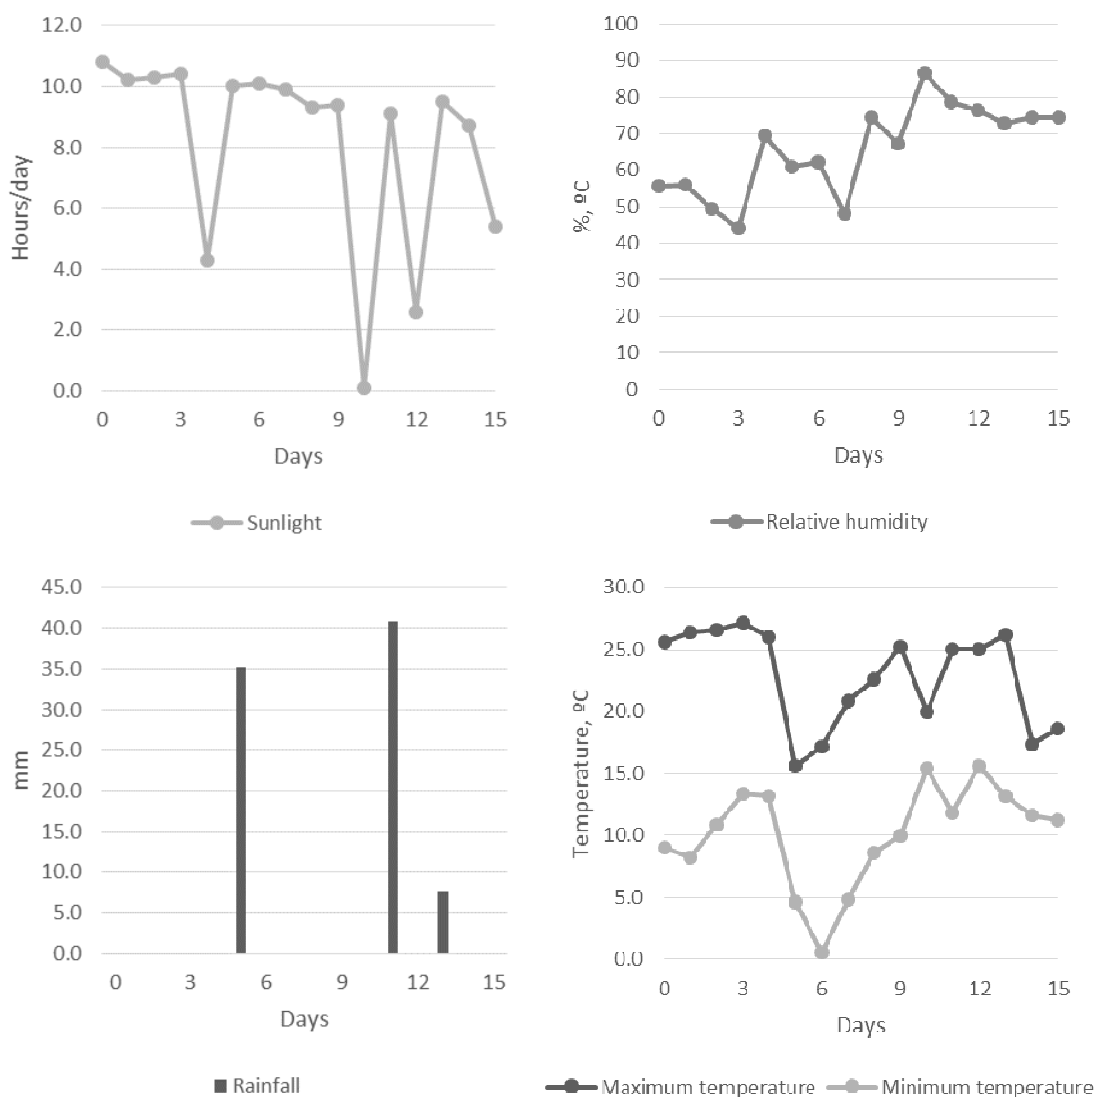 12.0
10.0
8.0
6.0
4.0
2.0
0.0
Hours/day
0 3 6 9 12 15
Days
Sunlight
100
90
80
70
60
50
40
30
20
10
0
%, ºC
0 3 6 9 12 15
Days
Relative humidity
45.0
40.0
35.0
30.0
25.0
20.0
15.0
10.0
5.0
0.0
mm
0 3 6 9 12 15
Days
Rainfall
30.0
25.0
20.0
15.0
10.0
5.0
0.0
Temperature, ºC
0 3 6 9 12 15
Days
Maximum temperature Minimum temperature